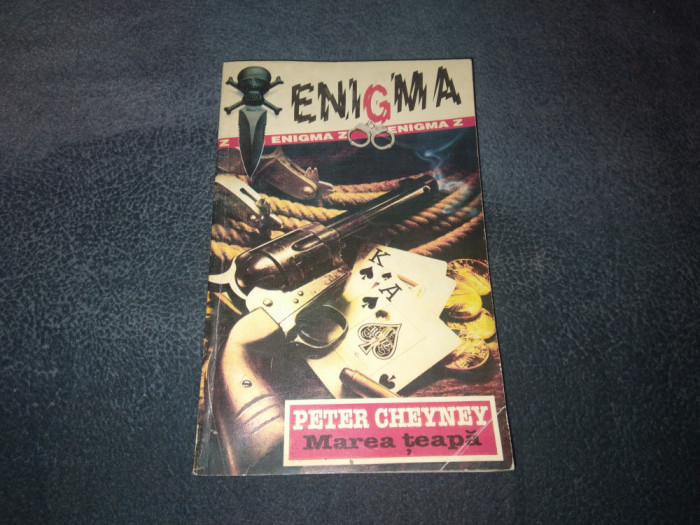 ENIGMA
Z ENIGMA Z ENIGMA Z
K
A
PETER CHEYNEY
Marea țeapă